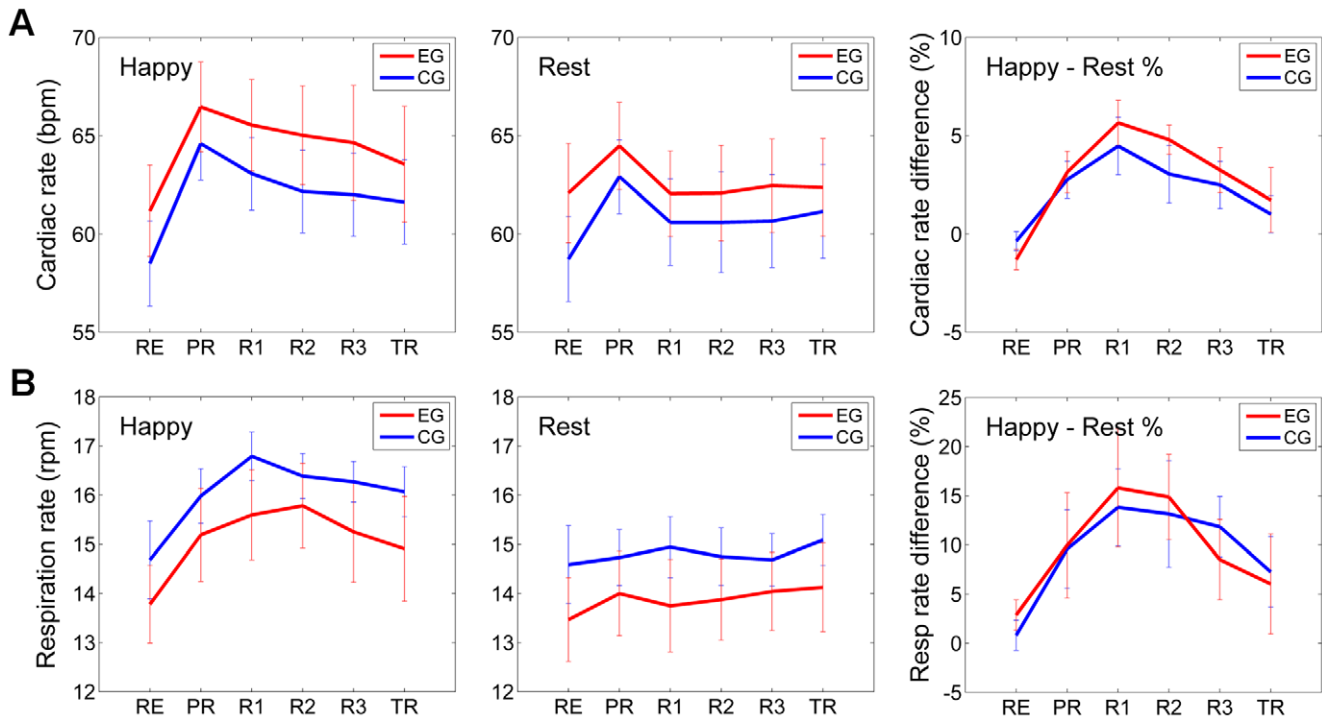 A
Cardiac rate (bpm)
70
65
60
55
Happy
EG
CG
RE PR R1 R2 R3 TR
70
65
60
55
Rest
EG
CG
RE PR R1 R2 R3 TR
Cardiac rate difference (%)
10
5
0
-5
Happy - Rest %
EG
CG
RE PR R1 R2 R3 TR
B
Respiration rate (rpm)
18
17
16
15
14
13
12
Happy
EG
CG
RE PR R1 R2 R3 TR
18
17
16
15
14
13
12
Rest
EG
CG
RE PR R1 R2 R3 TR
Resp rate difference (%)
25
20
15
10
5
0
-5
Happy - Rest %
EG
CG
RE PR R1 R2 R3 TR